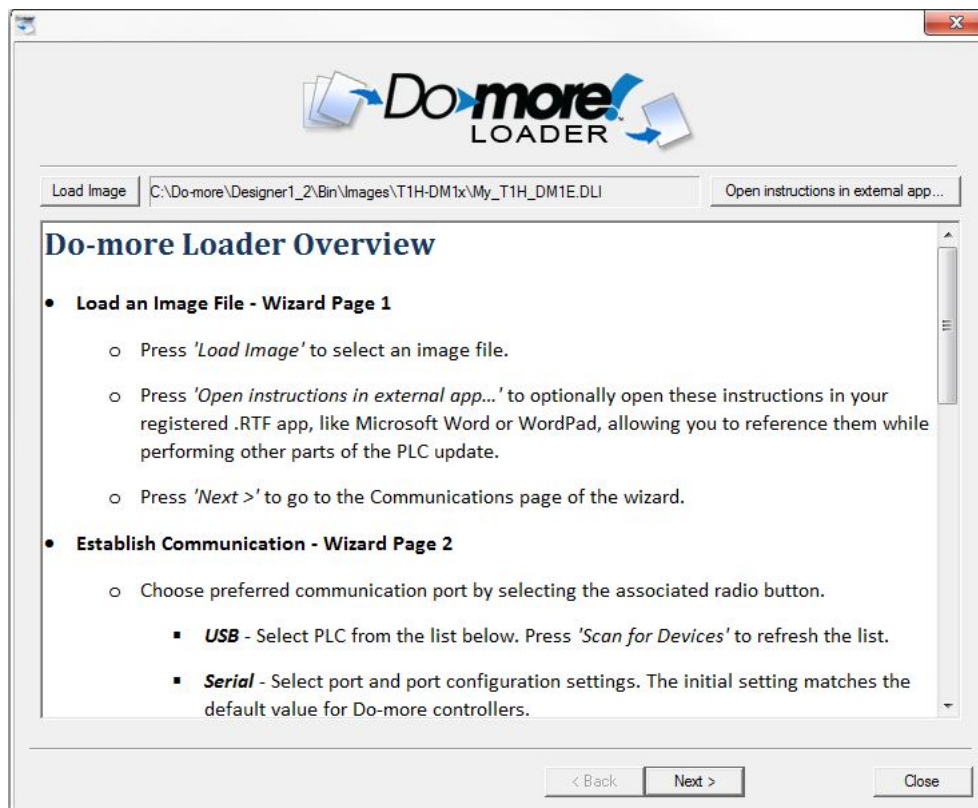 Do-more!
LOADER
Load Image
C:\Do-more\Designer1_2\Bin\Images\T1H-DM1x\My_T1H_DM1E.DLI
Open instructions in external app...
Do-more Loader Overview
• Load an Image File - Wizard Page 1
o Press 'Load Image' to select an image file.
o Press 'Open instructions in external app...' to optionally open these instructions in your
registered .RTF app, like Microsoft Word or WordPad, allowing you to reference them while
performing other parts of the PLC update.
o Press 'Next >' to go to the Communications page of the wizard.
• Establish Communication - Wizard Page 2
o Choose preferred communication port by selecting the associated radio button.
▪ USB - Select PLC from the list below. Press 'Scan for Devices' to refresh the list.
▪ Serial - Select port and port configuration settings. The initial setting matches the
default value for Do-more controllers.
< Back
Next >
Close